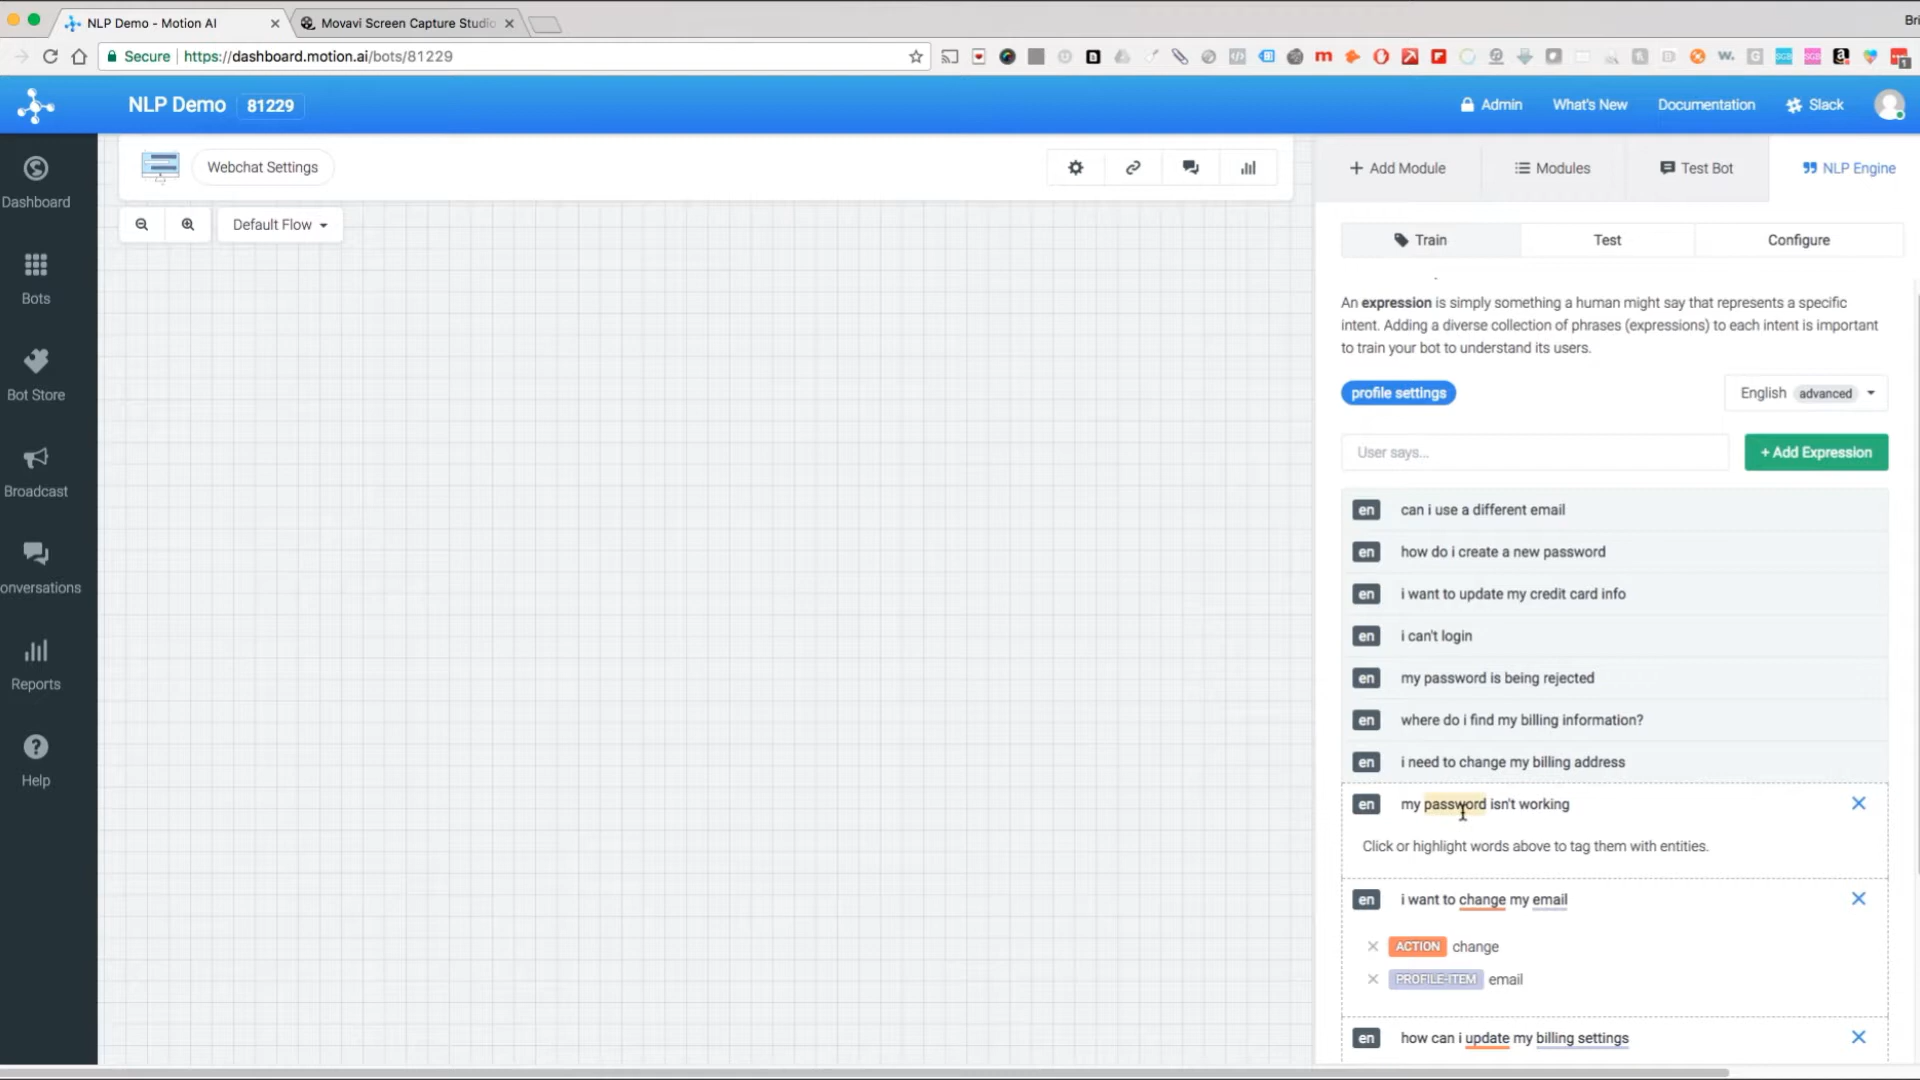 NLP Demo - Motion AI
Movavi Screen Capture Studio
Bri
Secure https://dashboard.motion.ai/bots/81229
NLP Demo 81229
Admin What's New Documentation Slack
Dashboard
Bots
Bot Store
Broadcast
onversations
Reports
Help
Webchat Settings
Default Flow
+ Add Module Modules Test Bot NLP Engine
Train Test Configure
An expression is simply something a human might say that represents a specific
intent. Adding a diverse collection of phrases (expressions) to each intent is important
to train your bot to understand its users.
profile settings English advanced
User says... + Add Expression
en can i use a different email
en how do i create a new password
en i want to update my credit card info
en i can't login
en my password is being rejected
en where do i find my billing information?
en i need to change my billing address
en my password isn't working
Click or highlight words above to tag them with entities.
en i want to change my email
ACTION change
PROFILE-ITEM email
en how can i update my billing settings